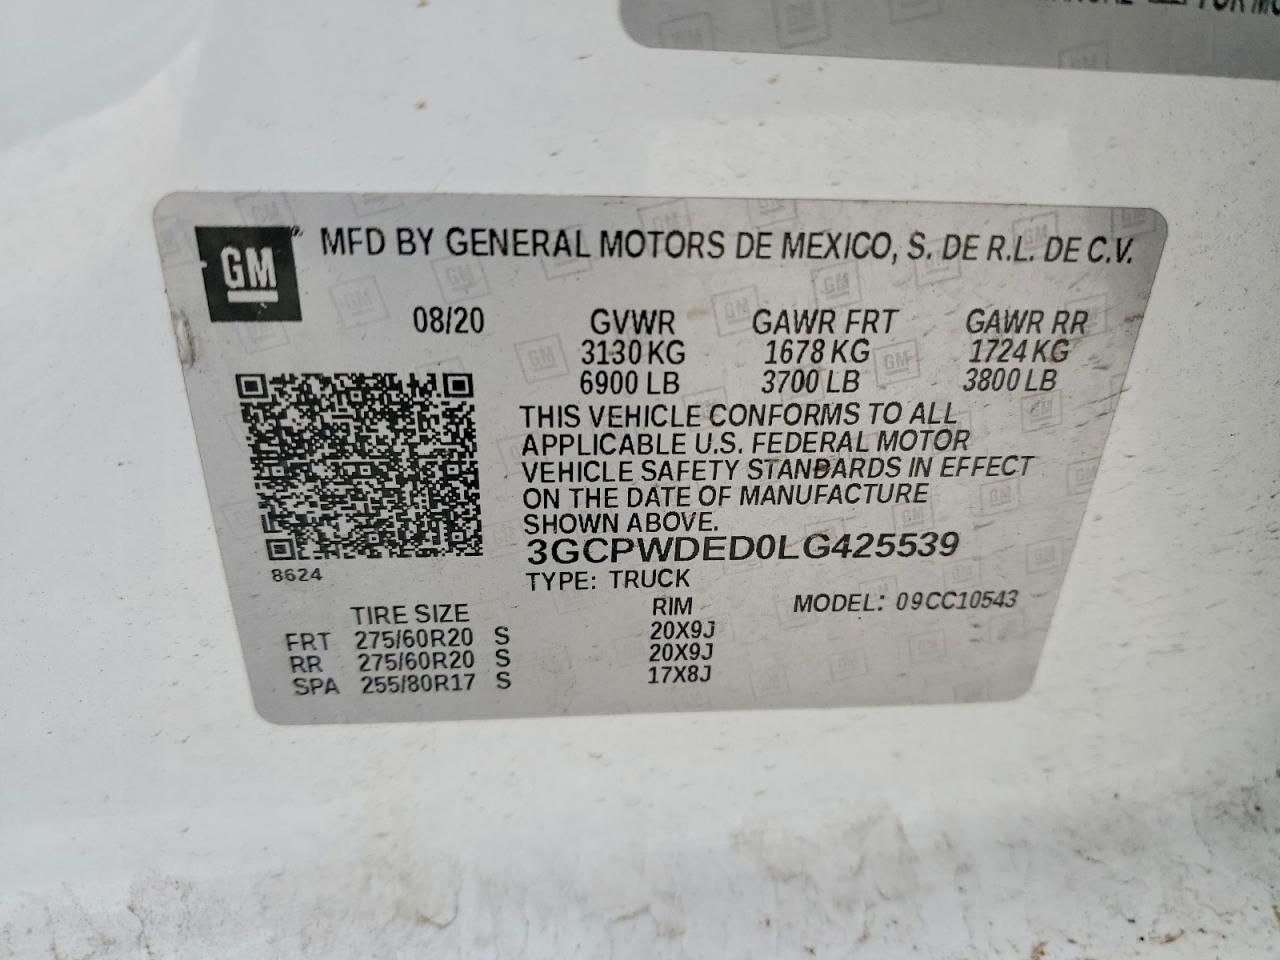 FOR MO
GM
MFD BY GENERAL MOTORS DE MEXICO, S. DE R.L. DE C.V.
08/20 GVWR GAWR FRT GAWR RR
3130 KG 1678 KG 1724 KG
6900 LB 3700 LB 3800 LB
THIS VEHICLE CONFORMS TO ALL
APPLICABLE U.S. FEDERAL MOTOR
VEHICLE SAFETY STANDARDS IN EFFECT
ON THE DATE OF MANUFACTURE
SHOWN ABOVE.
3GCPWDED0LG425539
8624 TYPE: TRUCK
TIRE SIZE RIM MODEL: 09CC10543
FRT 275/60R20 S 20X9J
RR 275/60R20 S 20X9J
SPA 255/80R17 S 17X8J